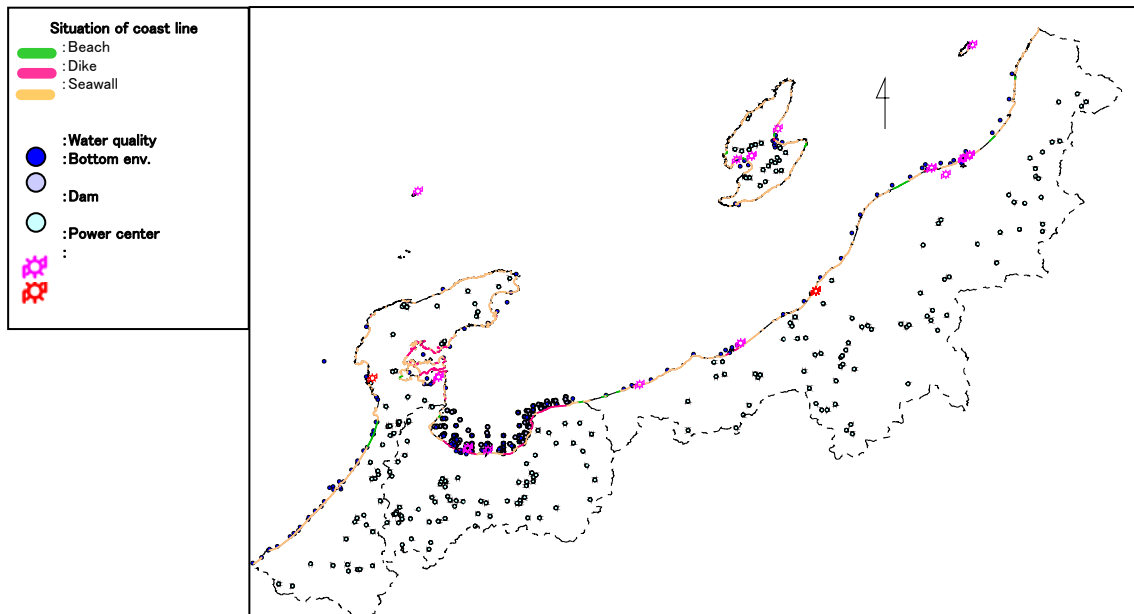 Situation of coast line
:Beach
:Dike
:Seawall
:Water quality
:Bottom env.
:Dam
:Power center
: